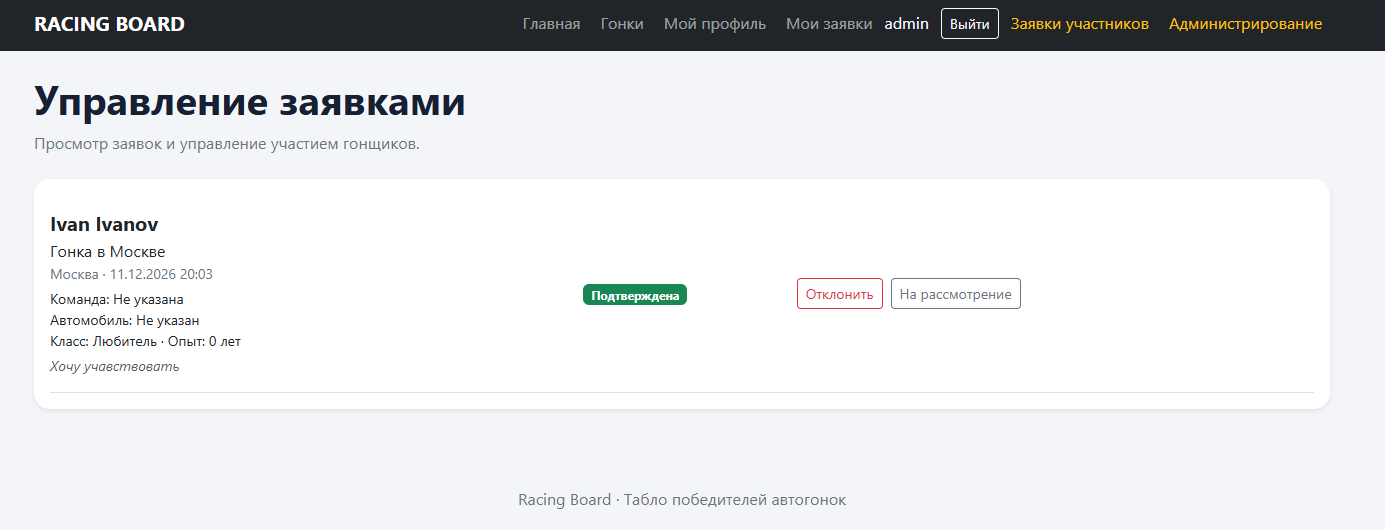 RACING BOARD Главная Гонки Мой профиль Мои заявки admin Выйти Заявки участников Администрирование
Управление заявками
Просмотр заявок и управление участием гонщиков.
Ivan Ivanov
Гонка в Москве
Москва · 11.12.2026 20:03
Команда: Не указана
Автомобиль: Не указан
Класс: Любитель · Опыт: 0 лет
Хочу учавствовать
Подтверждена
Отклонить На рассмотрение
Racing Board · Табло победителей автогонок